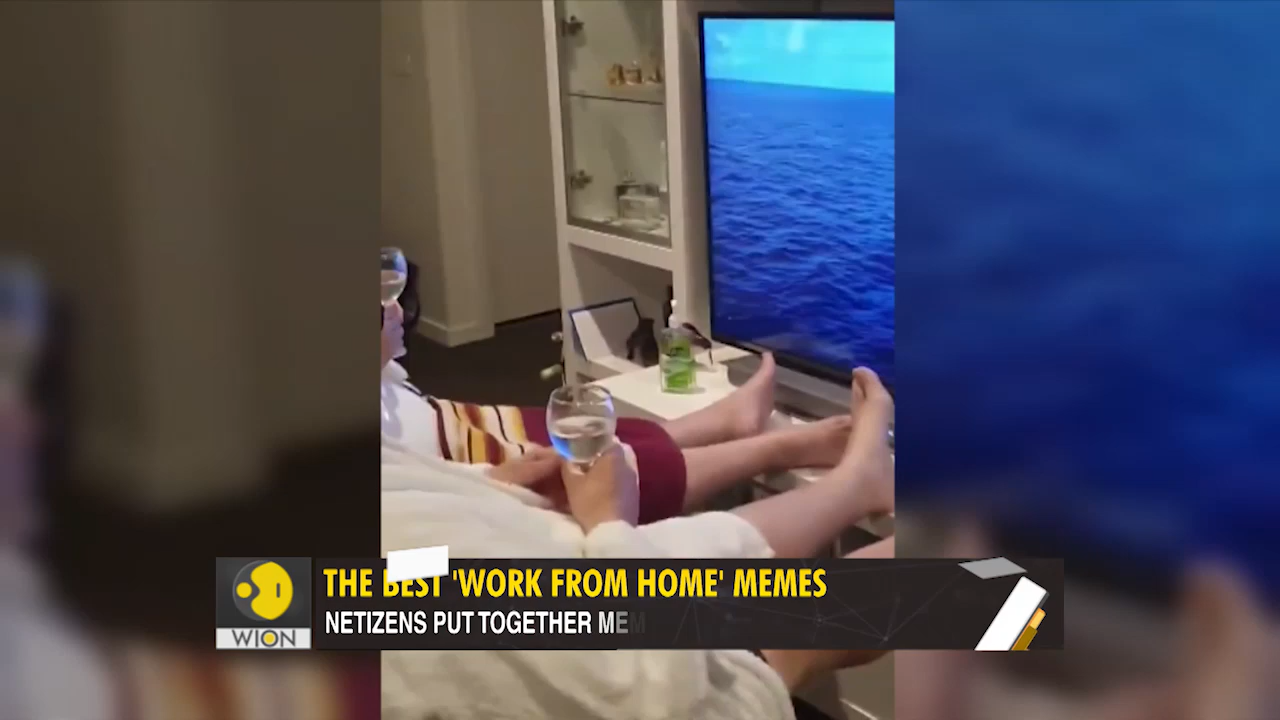 THE BEST 'WORK FROM HOME' MEMES
NETIZENS PUT TOGETHER
WION